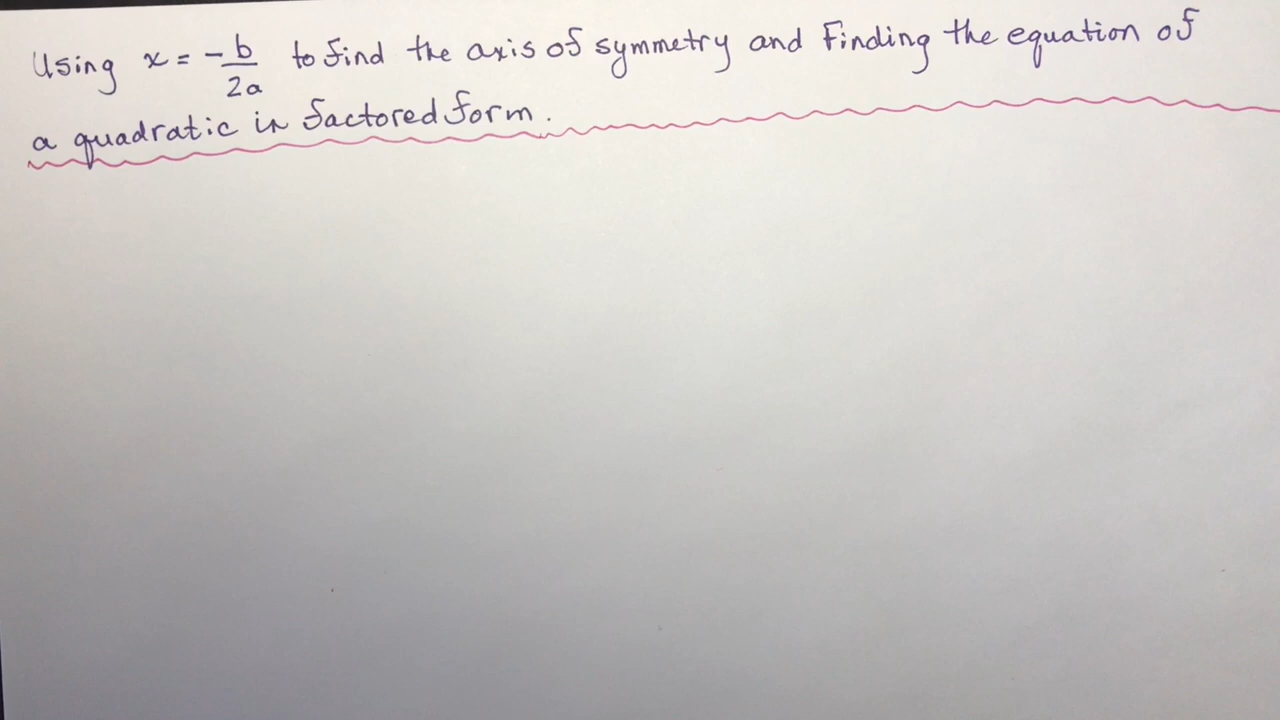 Using x = -b/2a to find the axis of symmetry and Finding the equation of
a quadratic in factored form.